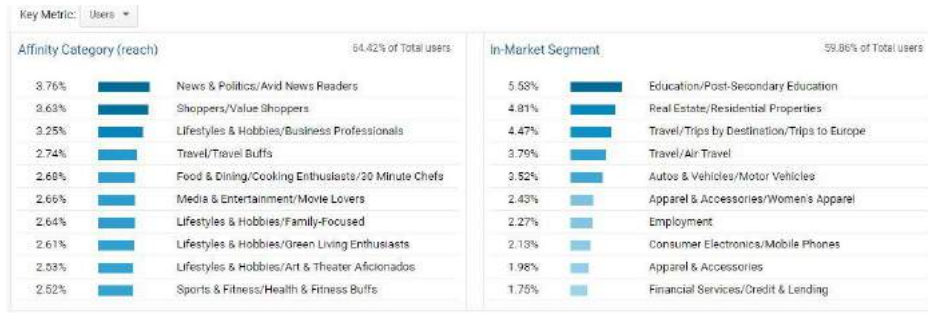 Key Metric: Users
Affinity Category (reach) 64.42% of Total users
3.76% News & Politics/Avid News Readers
3.63% Shoppers/Value Shoppers
3.25% Lifestyles & Hobbies/Business Professionals
2.74% Travel/Travel Buffs
2.68% Food & Dining/Cooking Enthusiasts/30 Minute Chefs
2.66% Media & Entertainment/Movie Lovers
2.64% Lifestyles & Hobbies/Family-Focused
2.61% Lifestyles & Hobbies/Green Living Enthusiasts
2.53% Lifestyles & Hobbies/Art & Theater Aficionados
2.52% Sports & Fitness/Health & Fitness Buffs
In-Market Segment 59.86% of Total users
5.53% Education/Post-Secondary Education
4.81% Real Estate/Residential Properties
4.47% Travel/Trips by Destination/Trips to Europe
3.79% Travel/Air Travel
3.52% Autos & Vehicles/Motor Vehicles
2.43% Apparel & Accessories/Women's Apparel
2.27% Employment
2.13% Consumer Electronics/Mobile Phones
1.98% Apparel & Accessories
1.75% Financial Services/Credit & Lending